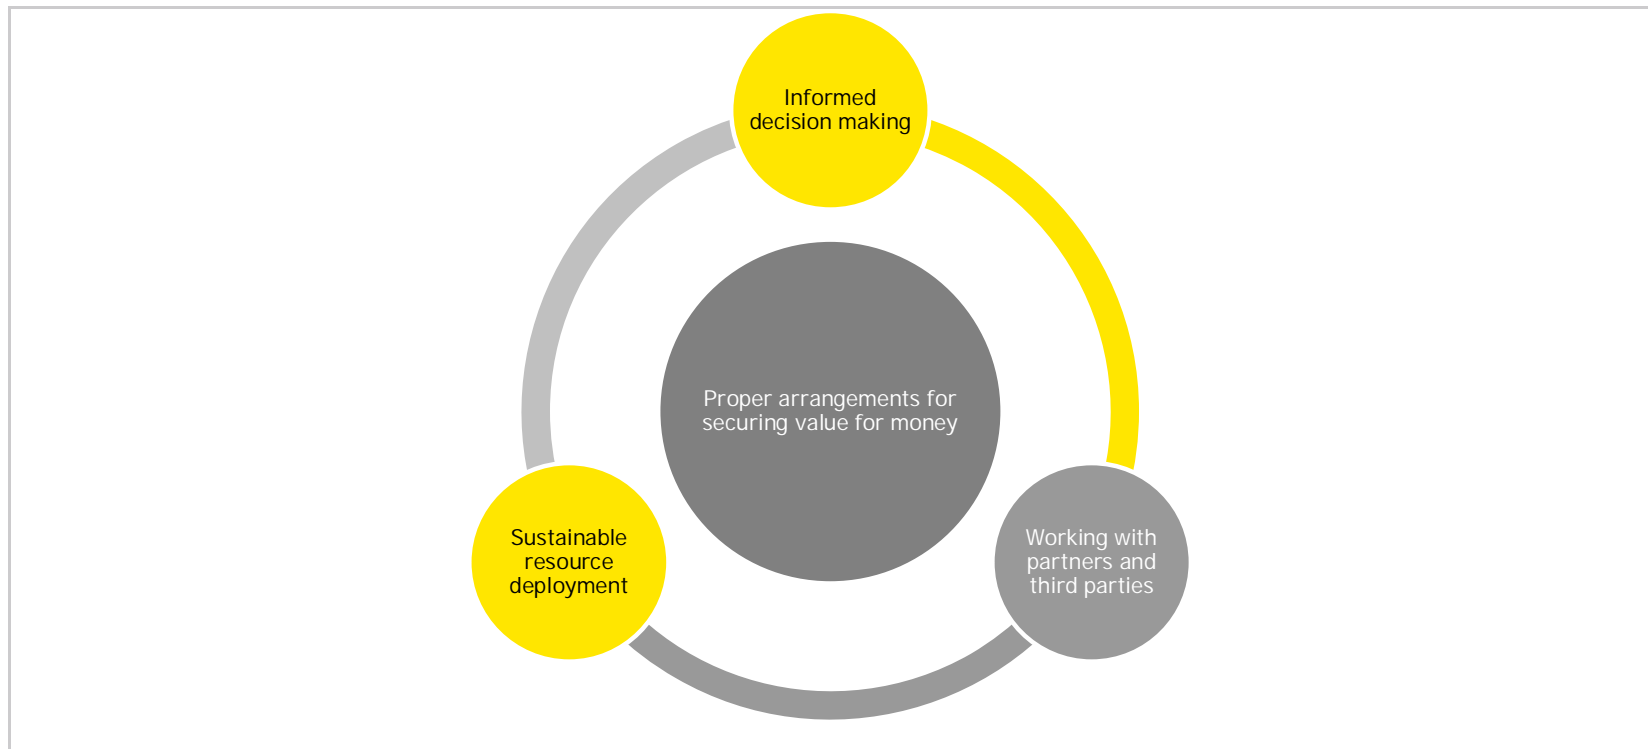 Informed
decision making
Proper arrangements for
securing value for money
Sustainable
resource
deployment
Working with
partners and
third parties